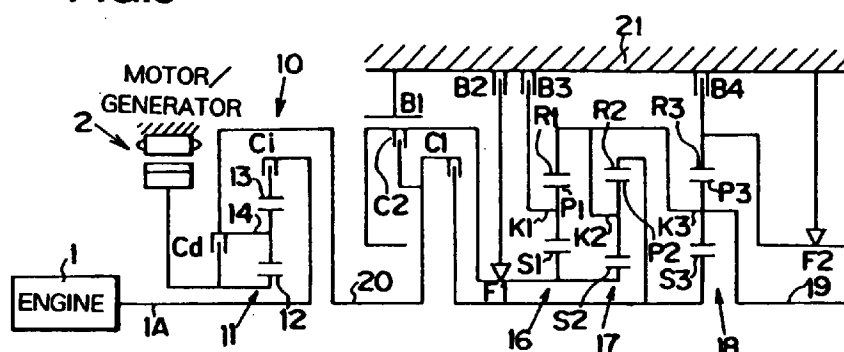 21
MOTOR/
GENERATOR
10
2
B1
B2
B3
B4
R1
R2
R3
Ci
C1
13
14
C2
P1
P2
P3
K1
K2
K3
Cd
S1
S3
1
F1
F2
ENGINE
12
20
S2
19
1A
11
16
17
18